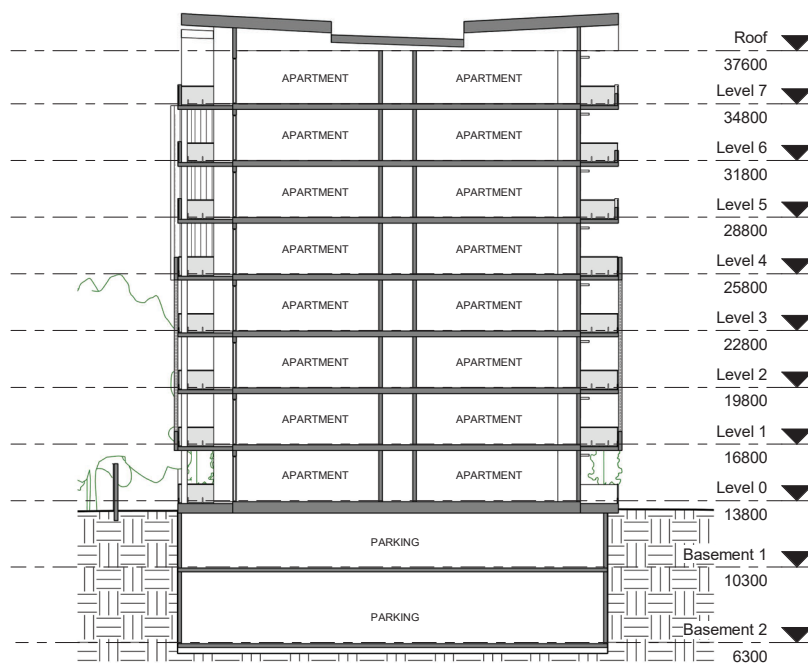 Roof
37600
APARTMENT APARTMENT
Level 7
34800
APARTMENT APARTMENT
Level 6
31800
APARTMENT APARTMENT
Level 5
28800
APARTMENT APARTMENT
Level 4
25800
APARTMENT APARTMENT
Level 3
22800
APARTMENT APARTMENT
Level 2
19800
APARTMENT APARTMENT
Level 1
16800
APARTMENT APARTMENT
Level 0
13800
PARKING
Basement 1
10300
PARKING
Basement 2
6300